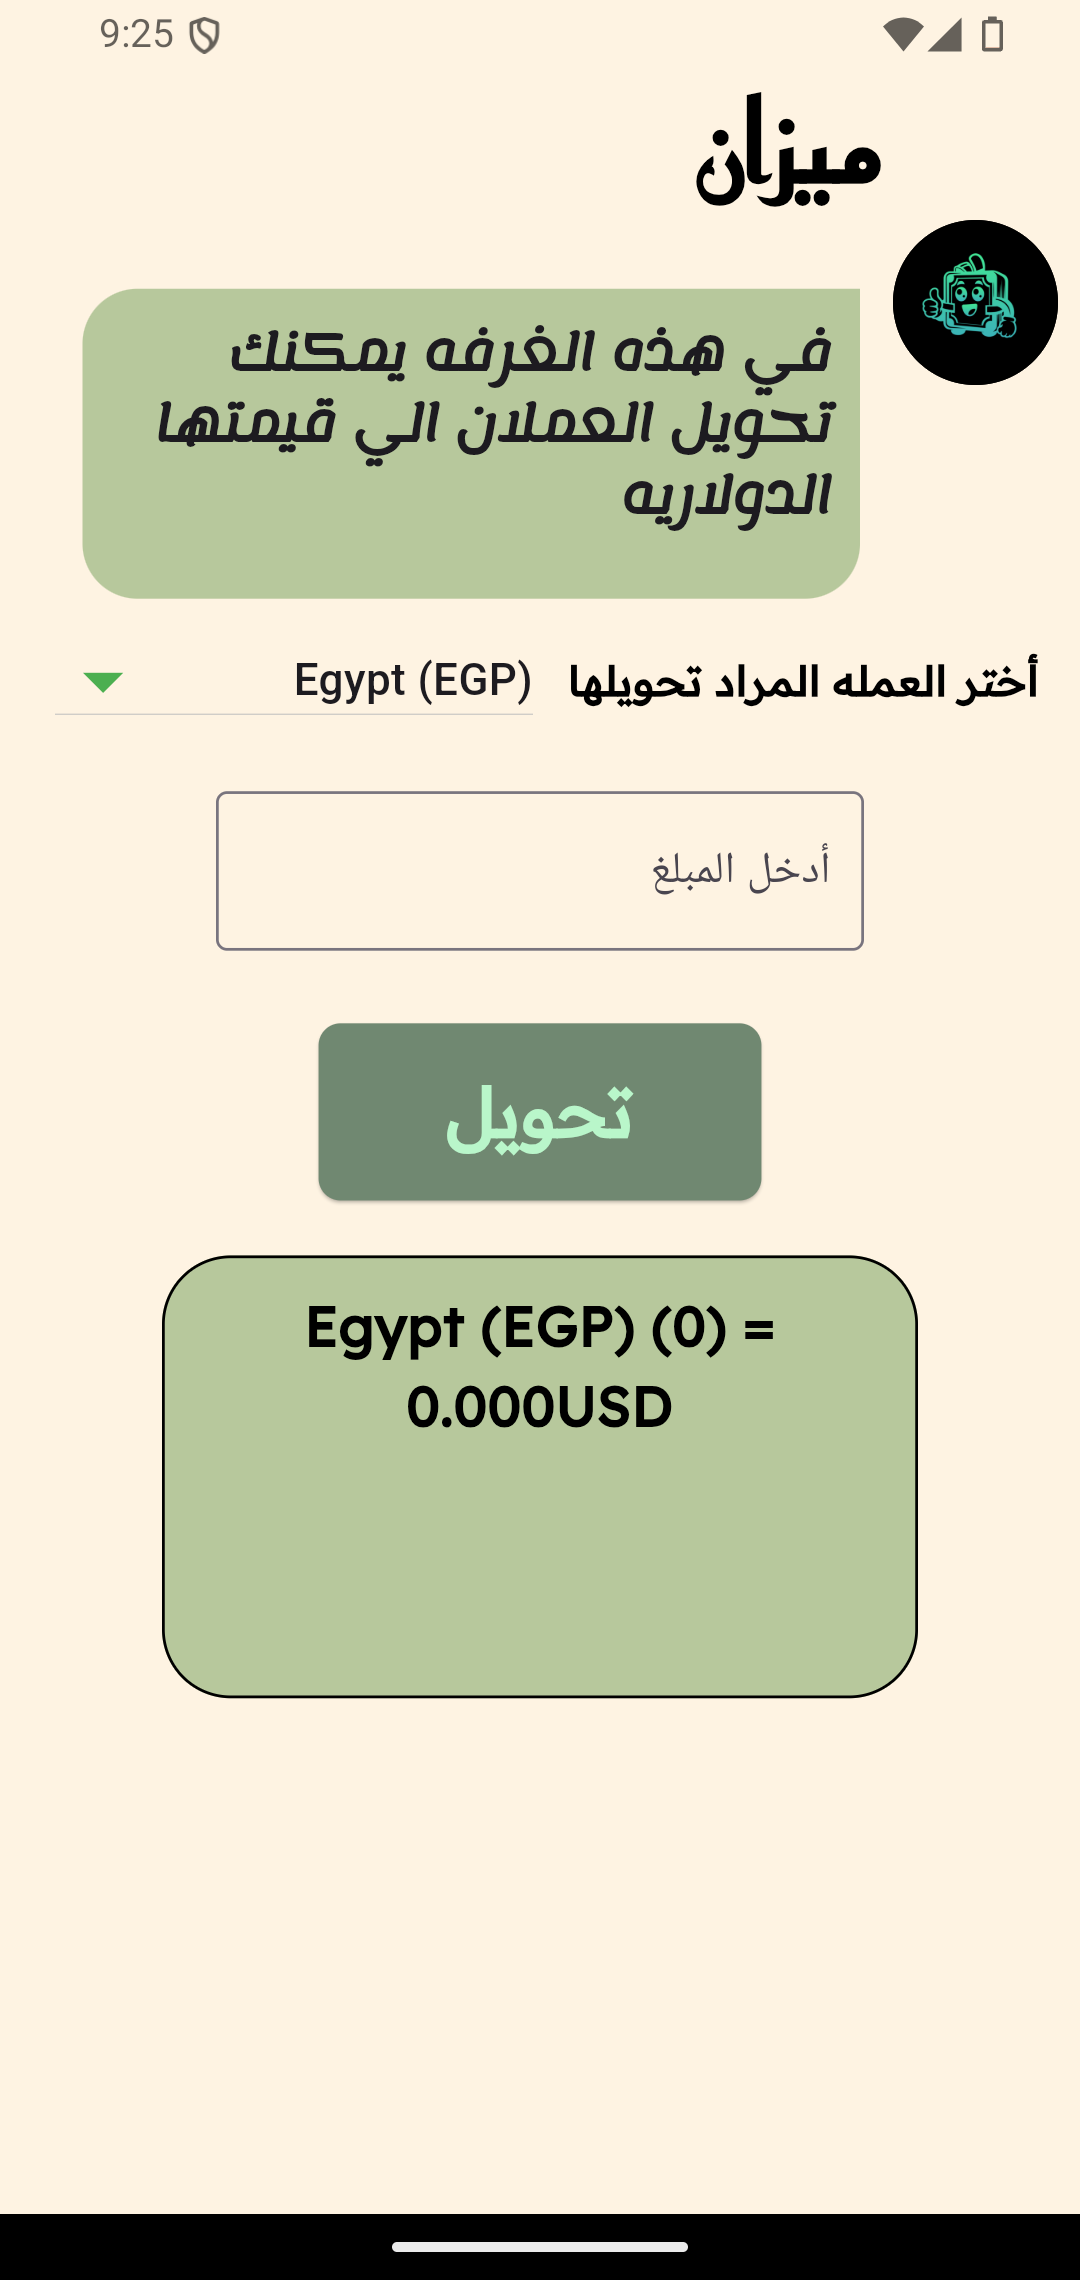 9:25
ميزان
في هذه الغرفه يمكنك
تحويل العملان الي قيمتها
الدولاريه
أختر العمله المراد تحويلها
Egypt (EGP)
أدخل المبلغ
تحويل
Egypt (EGP) (0) =
0.000USD